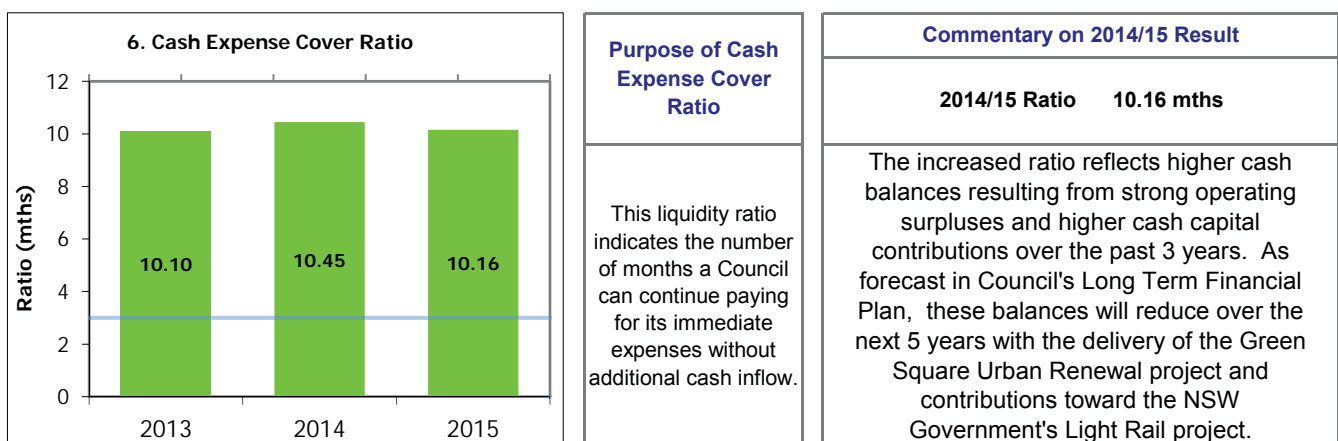 6. Cash Expense Cover Ratio
12
10
8
6
4
2
0
Ratio (mths)
10.10
10.45
10.16
2013
2014
2015
Purpose of Cash
Expense Cover
Ratio
This liquidity ratio
indicates the number
of months a Council
can continue paying
for its immediate
expenses without
additional cash inflow.
Commentary on 2014/15 Result
2014/15 Ratio 10.16 mths
The increased ratio reflects higher cash
balances resulting from strong operating
surpluses and higher cash capital
contributions over the past 3 years. As
forecast in Council's Long Term Financial
Plan, these balances will reduce over the
next 5 years with the delivery of the Green
Square Urban Renewal project and
contributions toward the NSW
Government's Light Rail project.